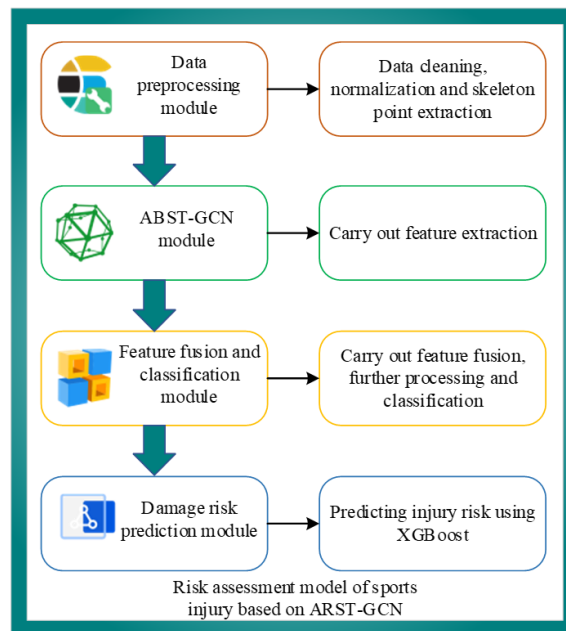 Data
preprocessing
module
Data cleaning,
normalization and skeleton
point extraction
ABST-GCN
module
Carry out feature extraction
Feature fusion and
classification
module
Carry out feature fusion,
further processing and
classification
Damage risk
prediction module
Predicting injury risk using
XGBoost
Risk assessment model of sports
injury based on ARST-GCN